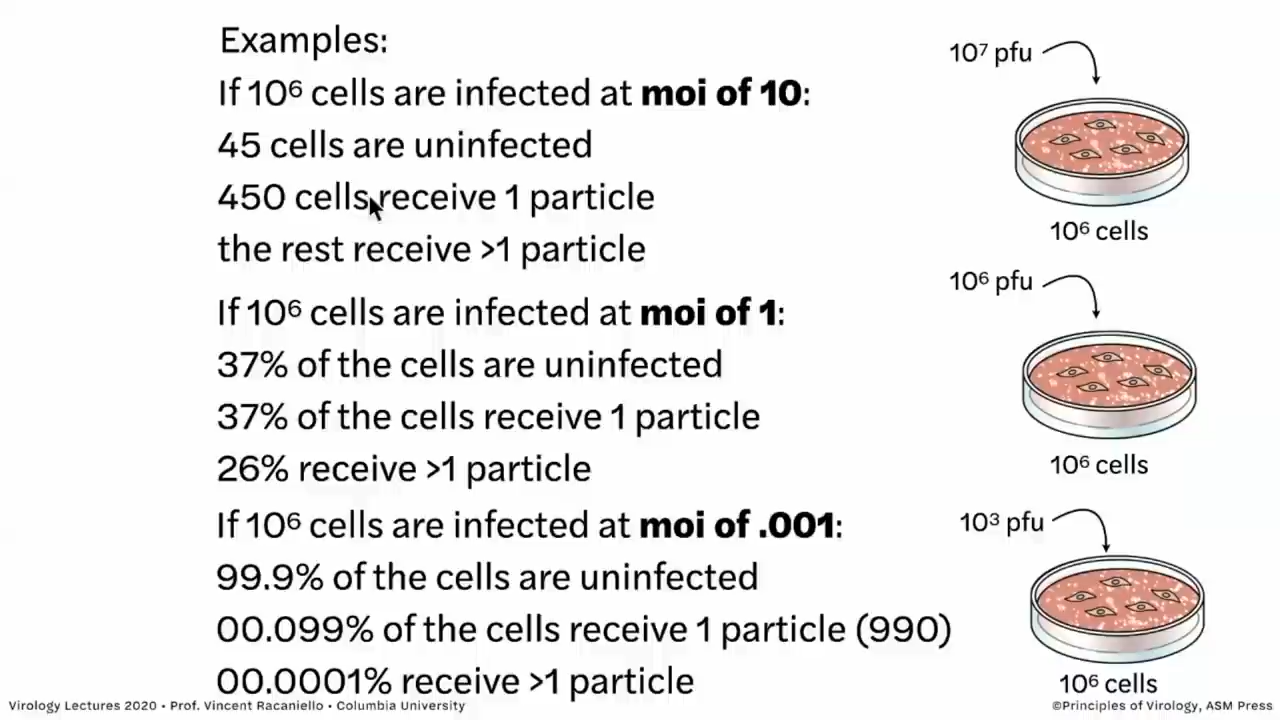 Examples:
If 10⁶ cells are infected at moi of 10:
45 cells are uninfected
450 cells receive 1 particle
the rest receive >1 particle
10⁷ pfu
10⁶ cells
If 10⁶ cells are infected at moi of 1:
37% of the cells are uninfected
37% of the cells receive 1 particle
26% receive >1 particle
10⁶ pfu
10⁶ cells
If 10⁶ cells are infected at moi of .001:
99.9% of the cells are uninfected
00.099% of the cells receive 1 particle (990)
00.0001% receive >1 particle
10³ pfu
10⁶ cells
Virology Lectures 2020 • Prof. Vincent Racaniello • Columbia University
©Principles of Virology, ASM Press